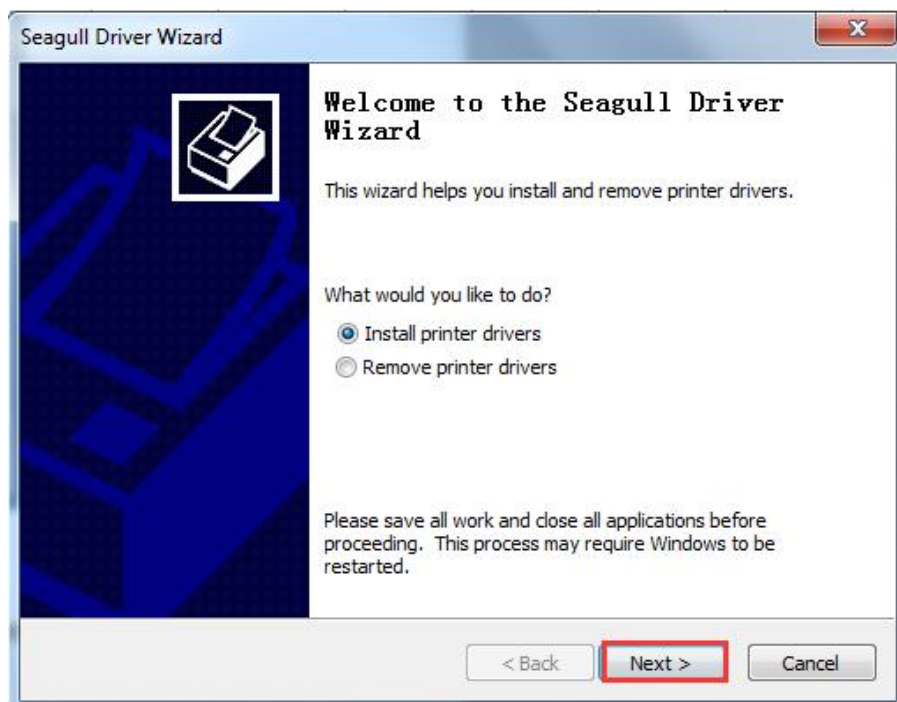 Seagull Driver Wizard
Welcome to the Seagull Driver
Wizard
This wizard helps you install and remove printer drivers.
What would you like to do?
Install printer drivers
Remove printer drivers
Please save all work and close all applications before
proceeding.  This process may require Windows to be
restarted.
< Back Next > Cancel